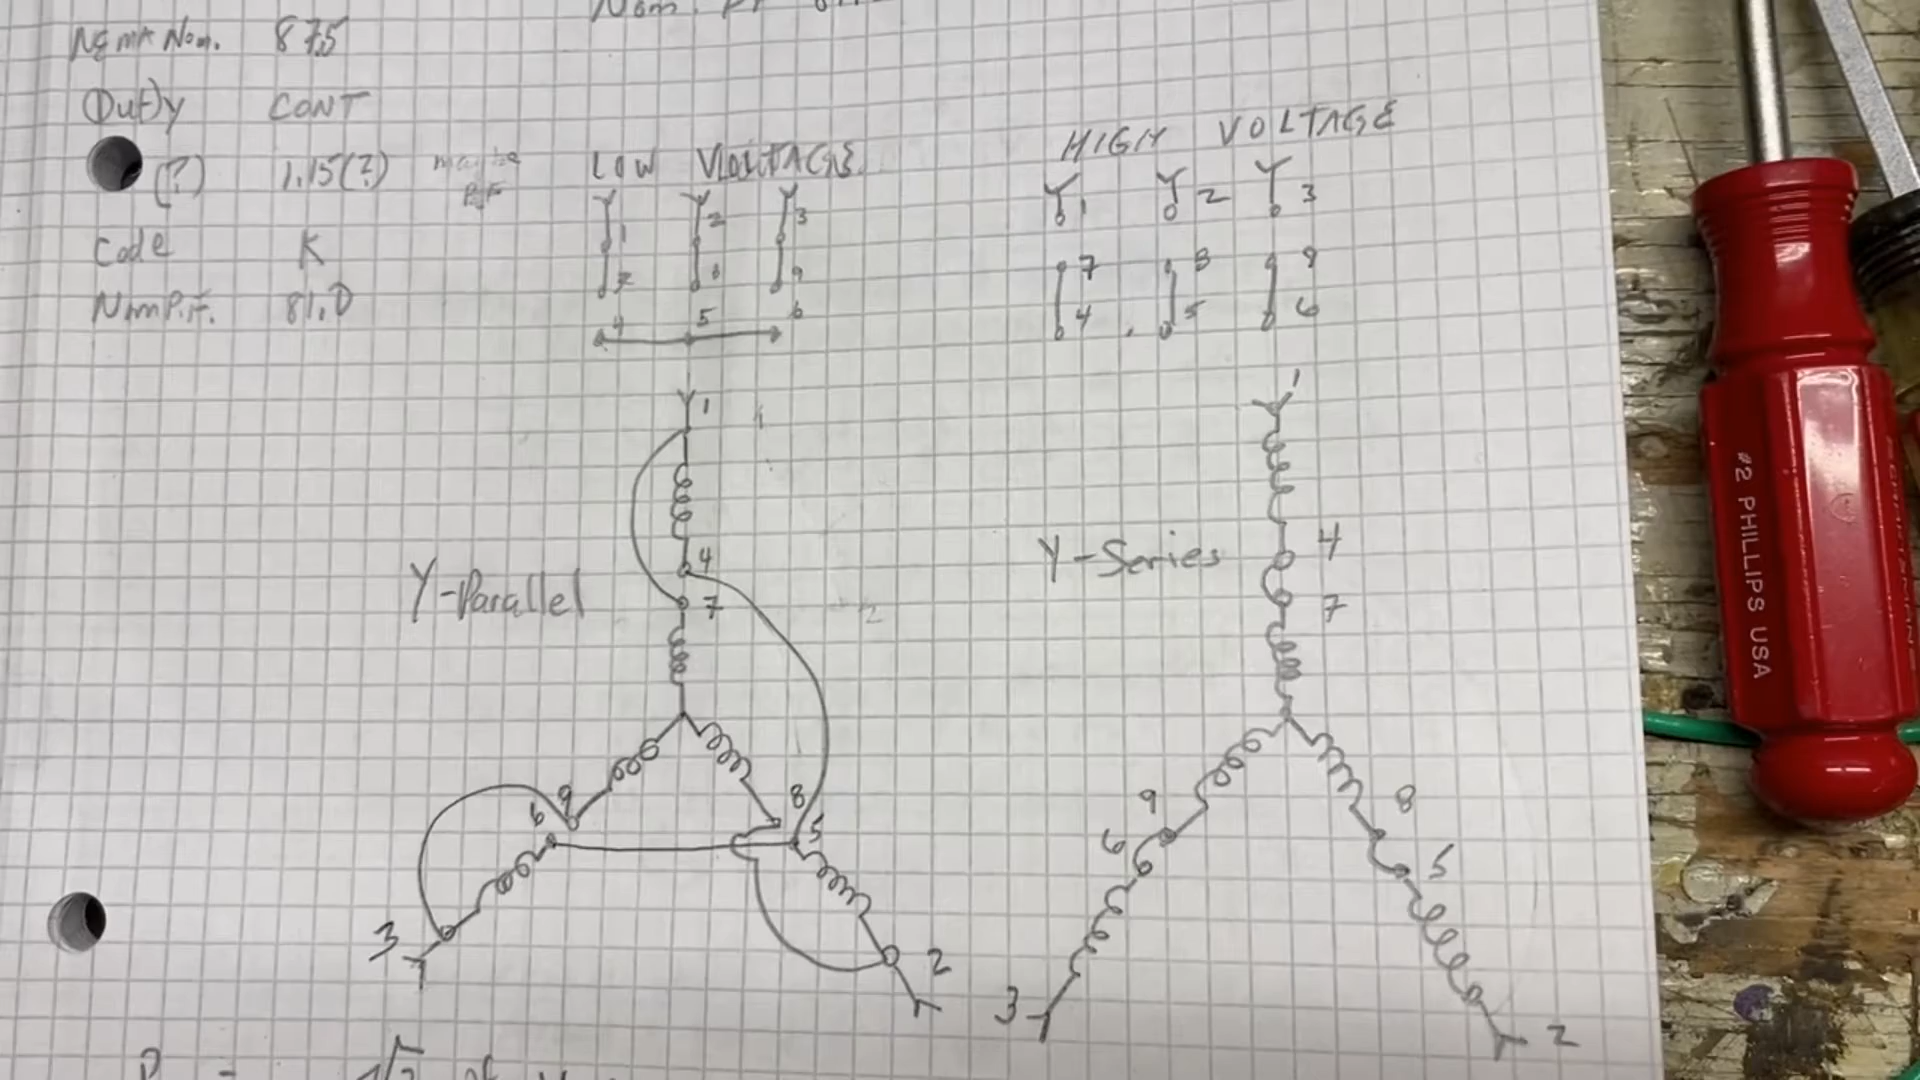 Nom. PF
NEMA Nom. 87.5
Duty CONT
(?) 1.15(?) maybe P.F
LOW VOLTAGE
HIGH VOLTAGE
1 2 3
1 2 3
7 8 9
7 8 9
4 5 6
4 5 6
Code K
Nom P.F. 81.0
1
1
4
7
Y-Parallel
Y-Series
4
7
6 9
8
5
3
2
9
6
8
5
3
2
#2 PHILLIPS USA